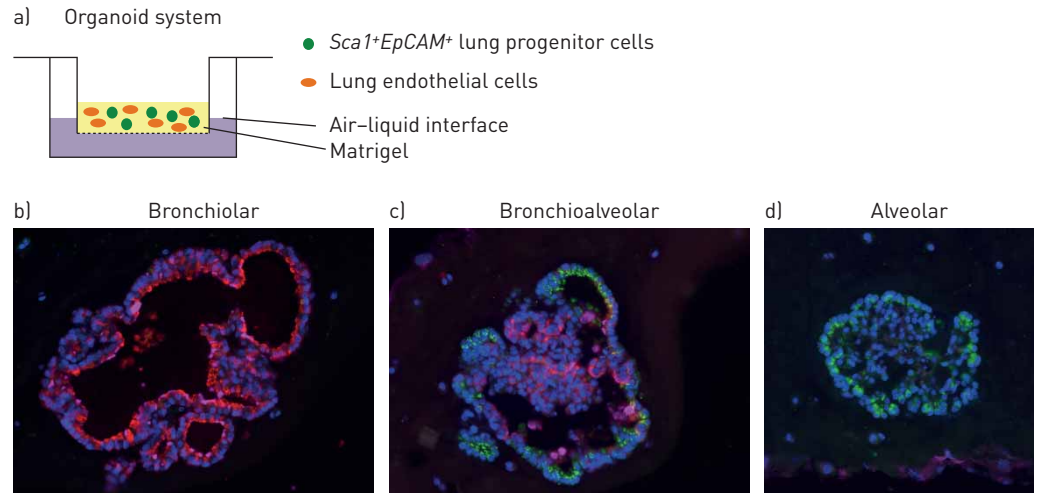 a) Organoid system
Sca1⁺EpCAM⁺ lung progenitor cells
Lung endothelial cells
Air–liquid interface
Matrigel
b) Bronchiolar
c) Bronchioalveolar
d) Alveolar